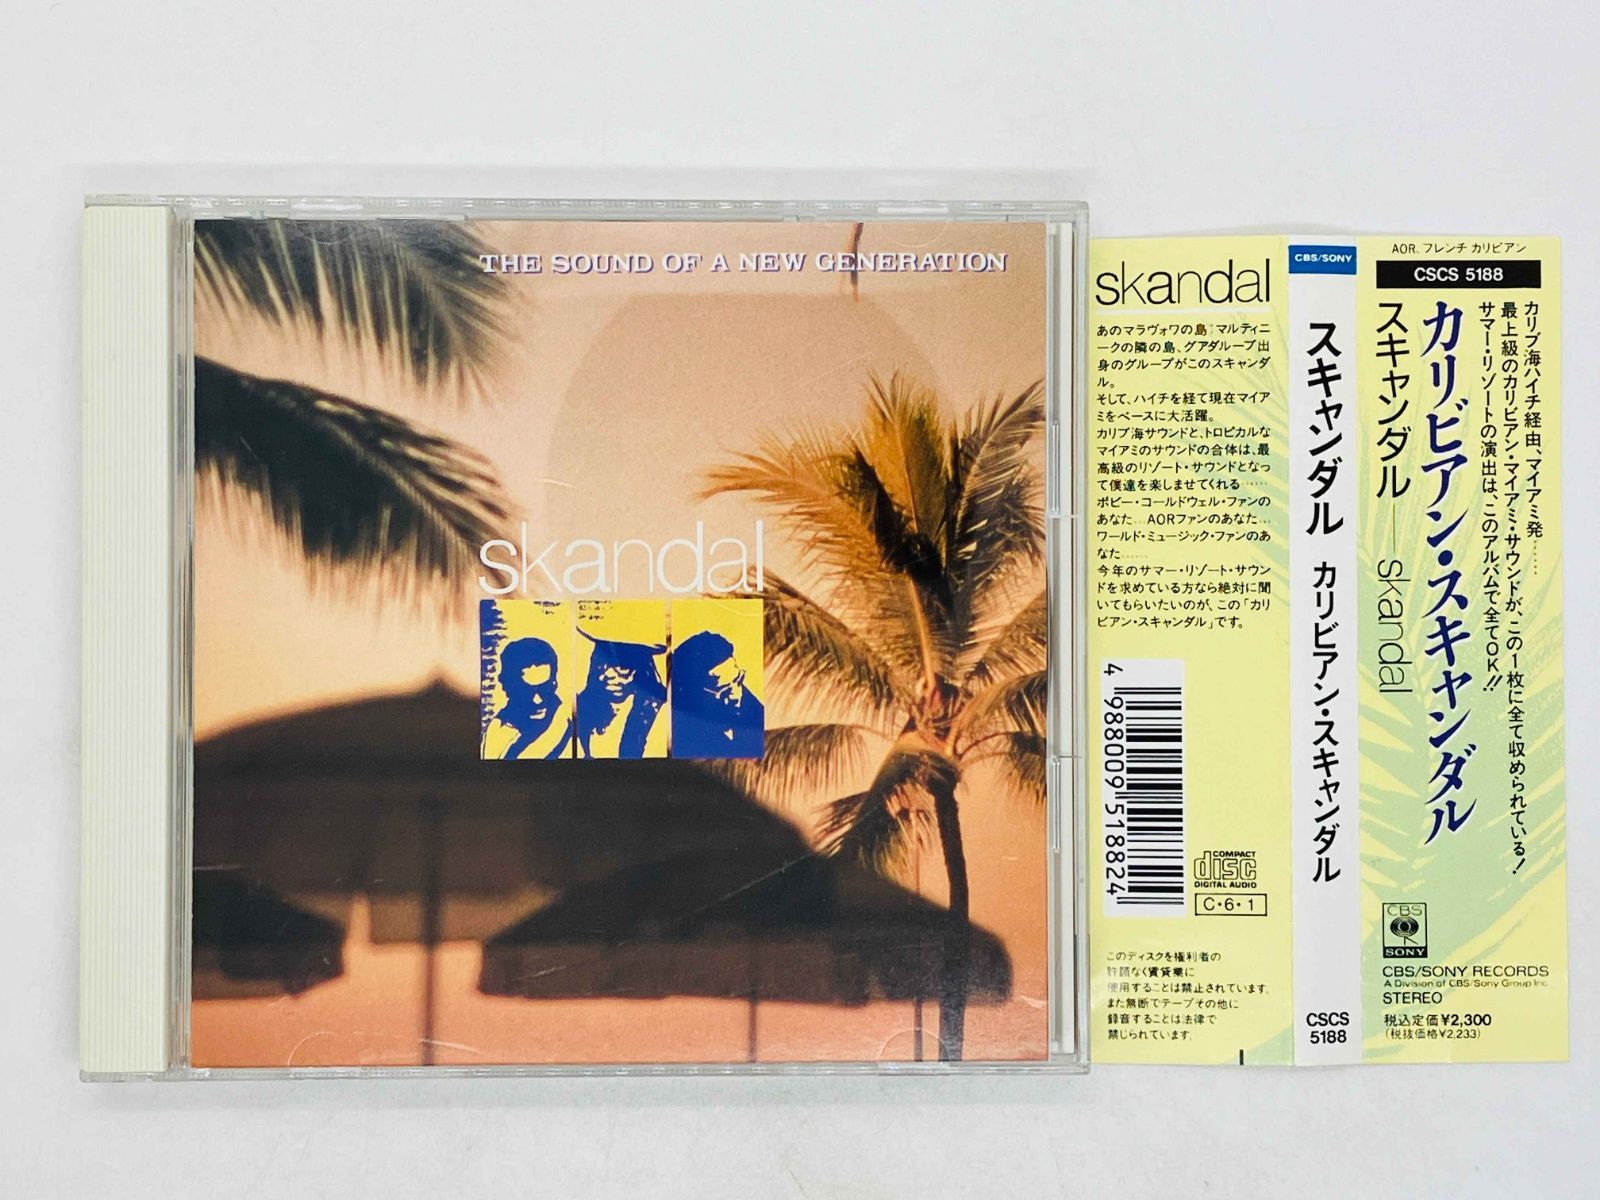 THE SOUND OF A NEW GENERATION
skandal
skandal
あのマラヴォワの島：マルティニ
ークの隣の島、グアダループ出
身のグループがこのスキャンダ
ル。
そして、ハイチを経て現在マイア
ミをベースに大活躍。
カリブ海サウンドと、トロピカルな
マイアミのサウンドの合体は、最
高級のリゾート・サウンドとなっ
て僕達を楽しませてくれる……
ボビー・コールドウェル・ファンの
あなた…AORファンのあなた…
ワールド・ミュージック・ファンのあ
なた……
今年のサマー・リゾート・サウン
ドを求めている方なら絶対に聞
いてもらいたいのが、この「カリ
ビアン・スキャンダル」です。
4 988009 518824
COMPACT
disc
DIGITAL AUDIO
C・6・1
このディスクを権利者の
許諾なく賃貸業に
使用することは禁止されています。
また無断でテープその他に
録音することは法律で
禁じられています。
CBS/SONY
スキャンダル カリビアン・スキャンダル
CSCS
5188
AOR、フレンチ カリビアン
CSCS 5188
カリブ海ハイチ経由、マイアミ発……
最上級のカリビアン・マイアミ・サウンドが、この1枚に全て収められている！
サマー・リゾートの演出は、このアルバムで全てOK!!
カリビアン・スキャンダル
スキャンダル―skandal
CBS
SONY
CBS/SONY RECORDS
A Division of CBS/Sony Group Inc.
STEREO
税込定価¥2,300
(税抜価格¥2,233)